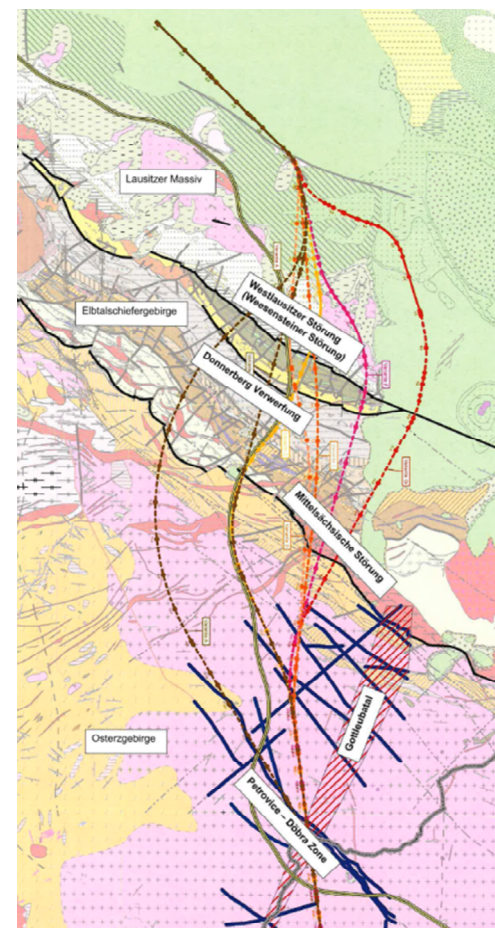 Lausitzer Massiv
Westlausitzer Störung
(Weesensteiner Störung)
Elbtalschiefergebirge
Donnerberg Verwerfung
Mittelsächsische Störung
Gottleubatal
Osterzgebirge
Petrovice – Döbra Zone